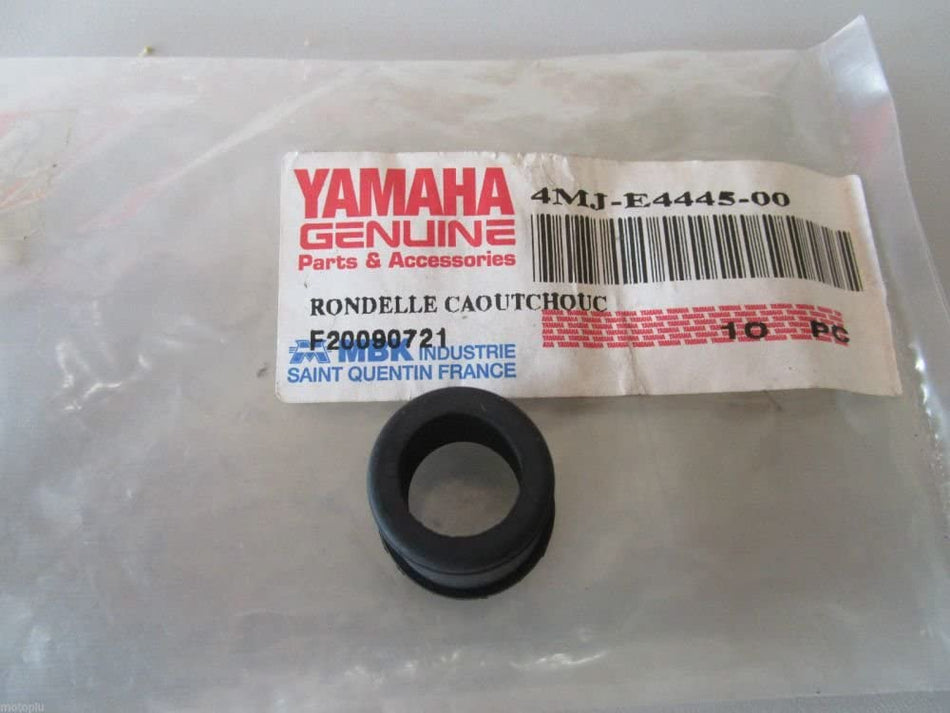 YAMAHA
GENUINE
Parts & Accessories
4MJ-E4445-00
RONDELLE CAOUTCHOUC
F20090721
10 PC
MBK INDUSTRIE
SAINT QUENTIN FRANCE
motoplu